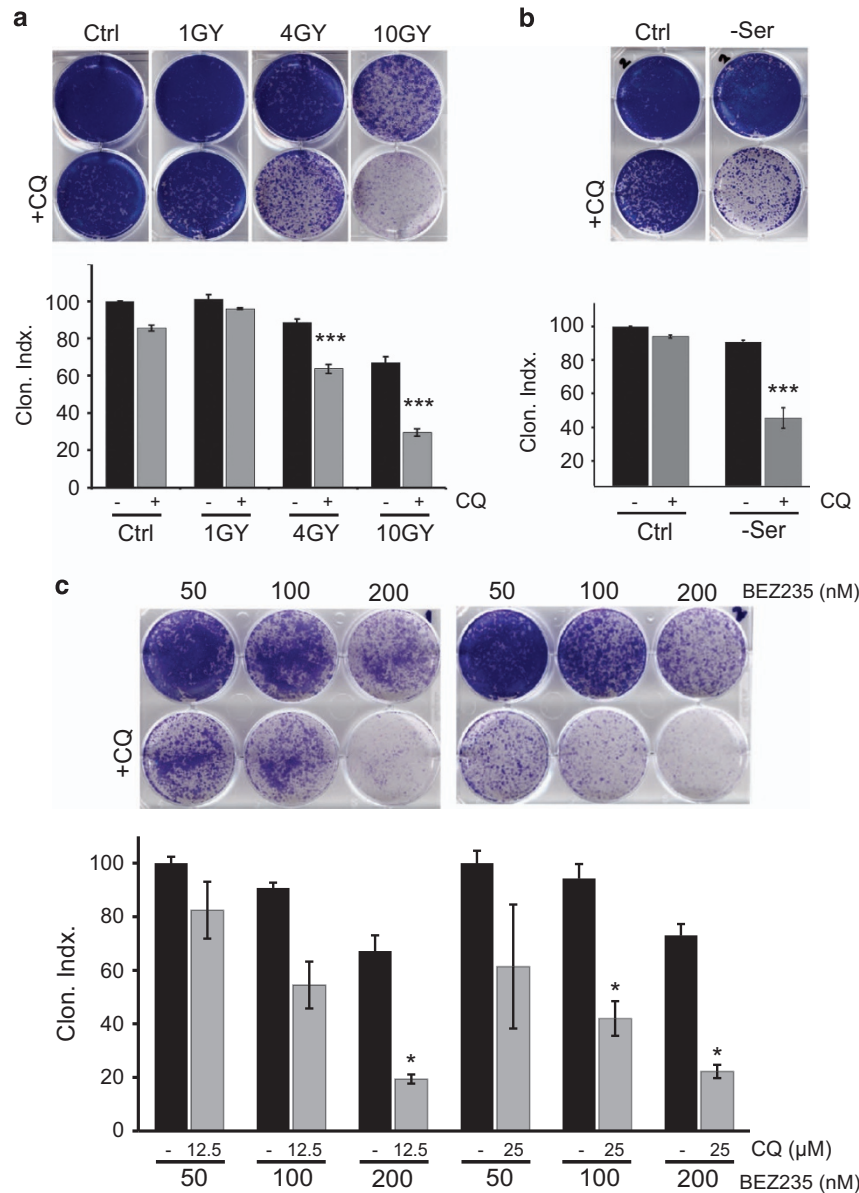 a
Ctrl 1GY 4GY 10GY
+CQ
Clon. Indx.
100
80
60
40
20
0
*** ***
- + - + - + - + CQ
Ctrl 1GY 4GY 10GY
b
Ctrl -Ser
2 2
+CQ
Clon. Indx.
100
80
60
40
20
***
- + - + CQ
Ctrl -Ser
c
50 100 200 50 100 200 BEZ235 (nM)
+CQ
Clon. Indx.
100
80
60
40
20
0
* * *
- 12.5 - 12.5 - 12.5 - 25 - 25 - 25 CQ (µM)
50 100 200 50 100 200 BEZ235 (nM)